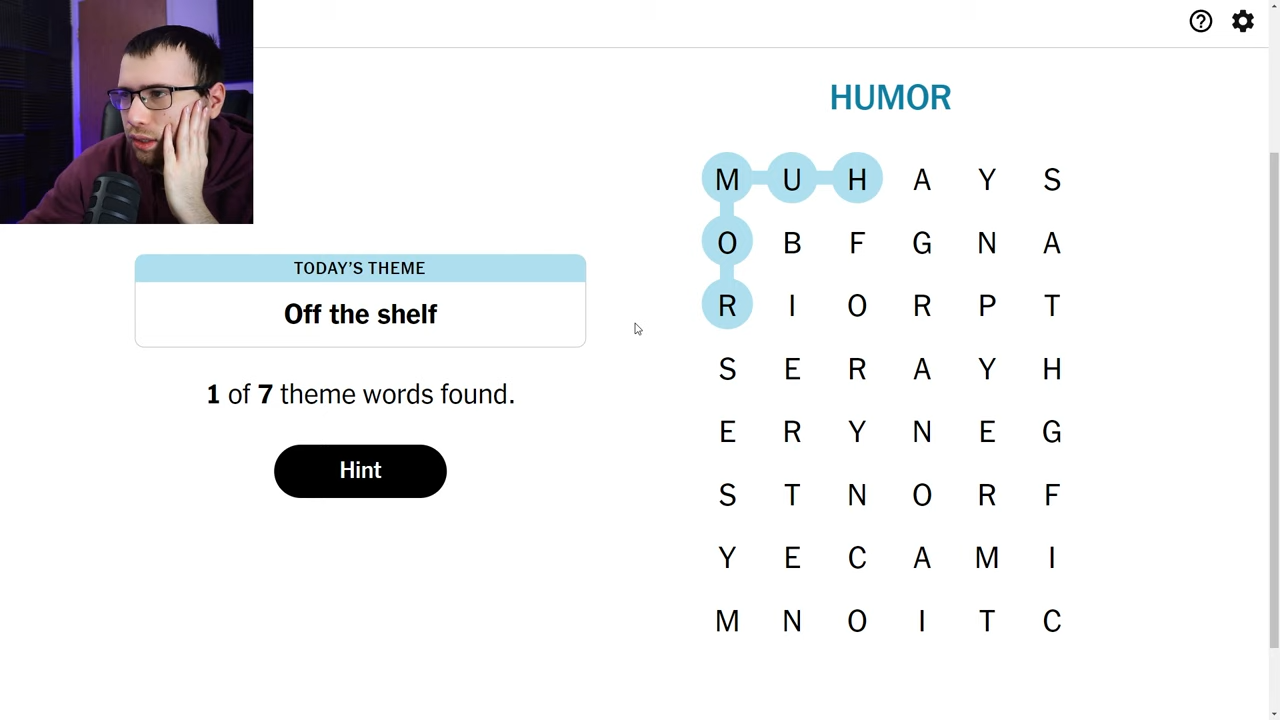 HUMOR
M U H A Y S
O B F G N A
R I O R P T
S E R A Y H
E R Y N E G
S T N O R F
Y E C A M I
M N O I T C
TODAY'S THEME
Off the shelf
1 of 7 theme words found.
Hint